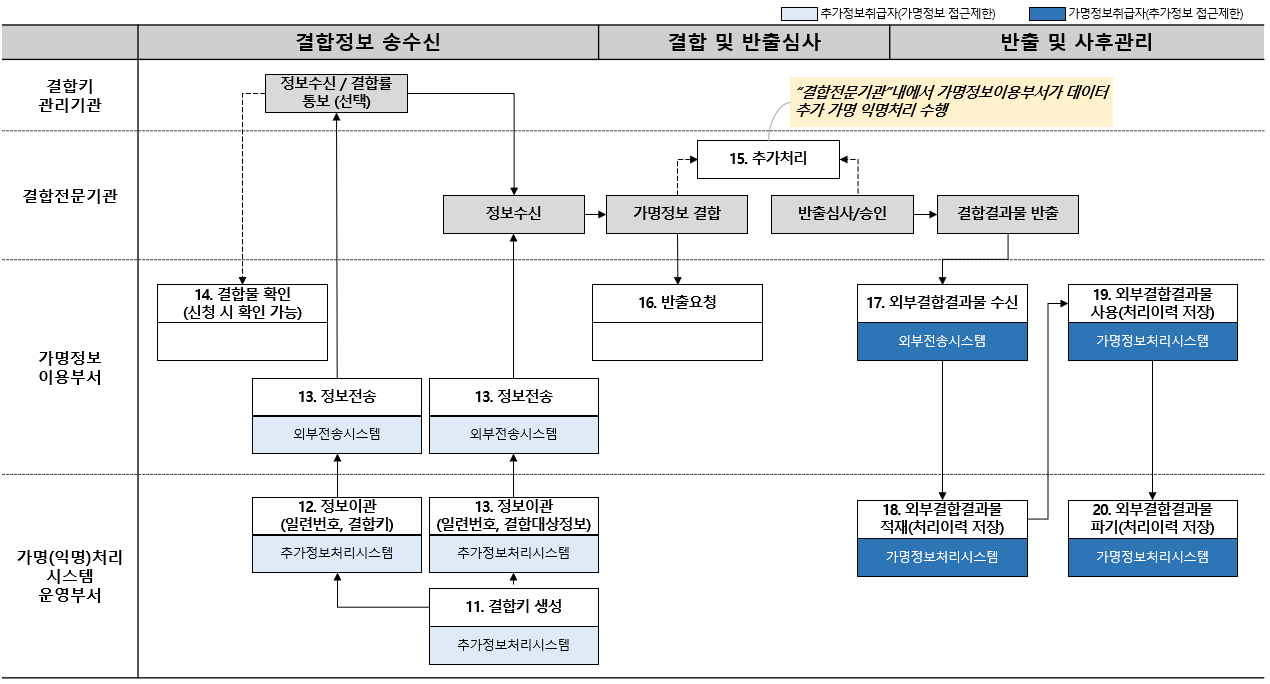 추가정보취급자(가명정보 접근제한)
가명정보취급자(추가정보 접근제한)
결합정보 송수신
결합 및 반출심사
반출 및 사후관리
결합키
관리기관
정보수신 / 결합률
통보 (선택)
“결합전문기관”내에서 가명정보이용부서가 데이터
추가 가명 익명처리 수행
결합전문기관
15. 추가처리
정보수신
가명정보 결합
반출심사/승인
결합결과물 반출
가명정보
이용부서
14. 결합물 확인
(신청 시 확인 가능)
16. 반출요청
17. 외부결합결과물 수신
외부전송시스템
19. 외부결합결과물
사용(처리이력 저장)
가명정보처리시스템
13. 정보전송
외부전송시스템
13. 정보전송
외부전송시스템
가명(익명)처리
시스템
운영부서
12. 정보이관
(일련번호, 결합키)
추가정보처리시스템
13. 정보이관
(일련번호, 결합대상정보)
추가정보처리시스템
18. 외부결합결과물
적재(처리이력 저장)
가명정보처리시스템
20. 외부결합결과물
파기(처리이력 저장)
가명정보처리시스템
11. 결합키 생성
추가정보처리시스템